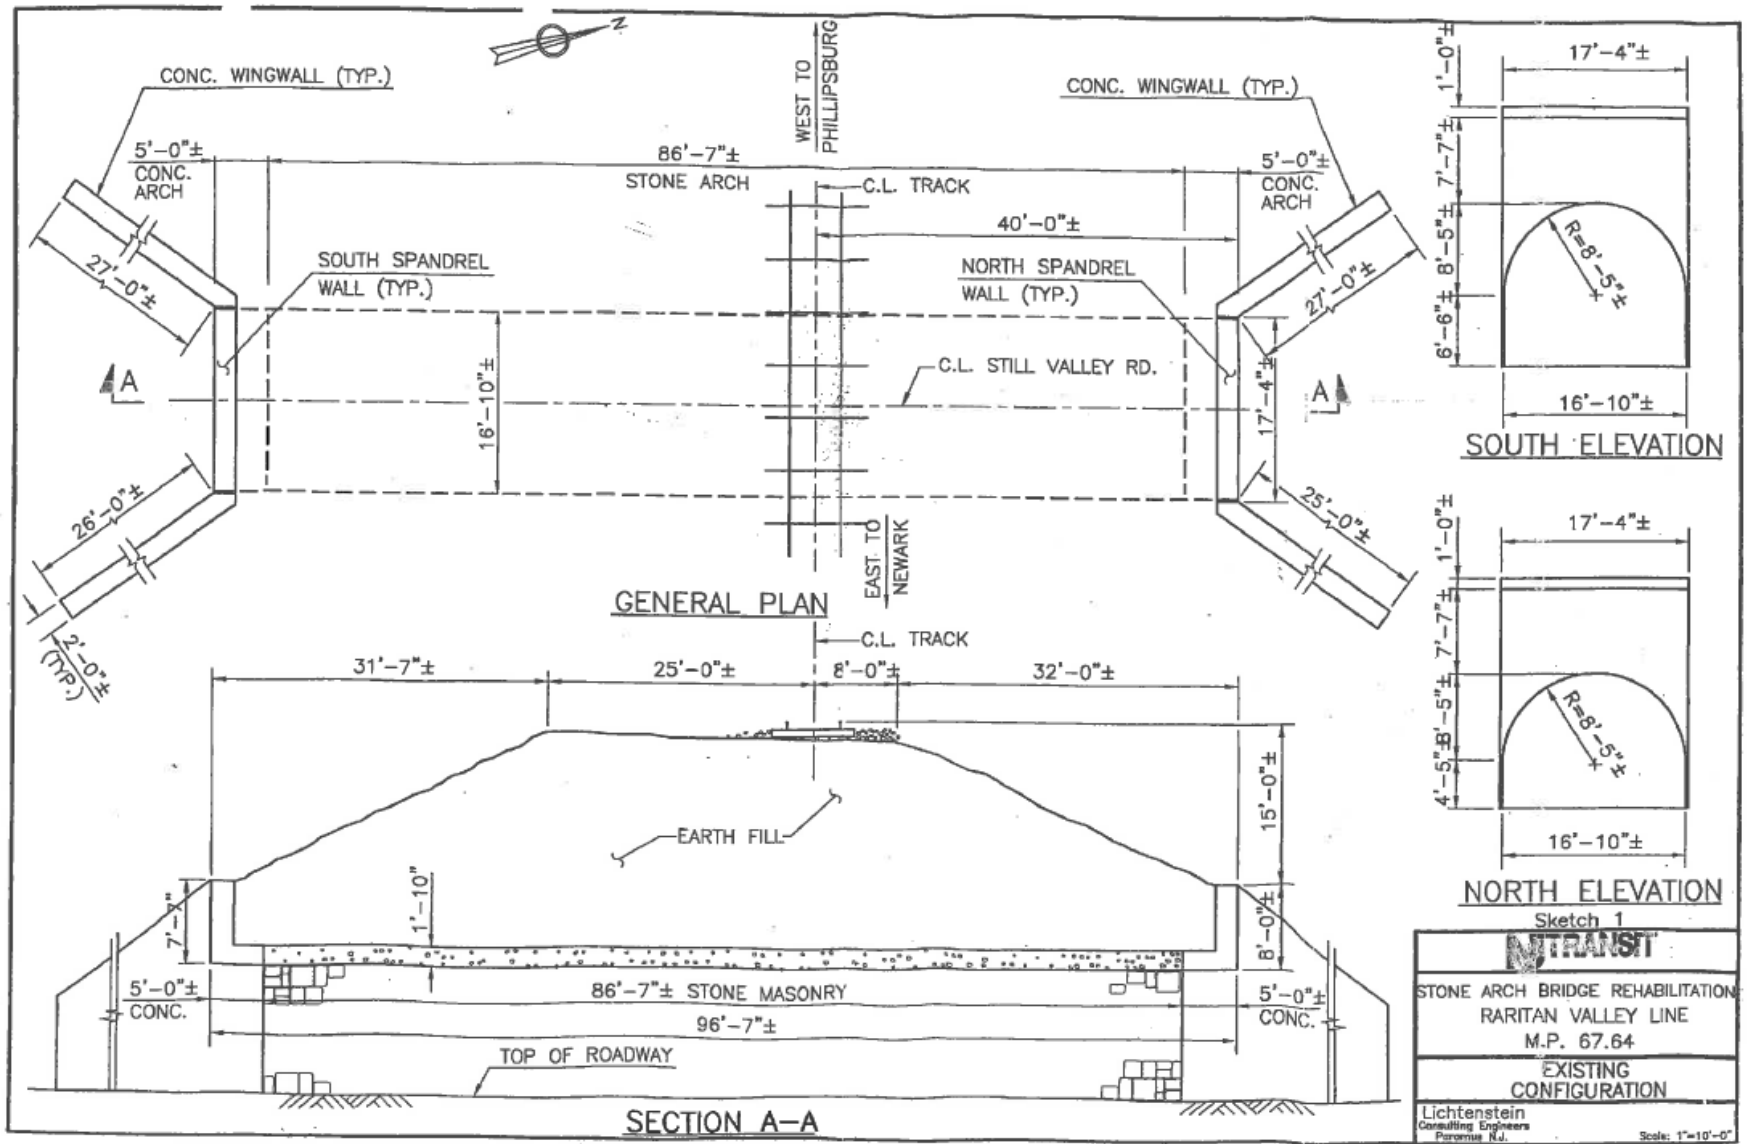 N
WEST TO
PHILLIPSBURG
CONC. WINGWALL (TYP.)
CONC. WINGWALL (TYP.)
5'-0"±
CONC.
ARCH
86'-7"±
STONE ARCH
C.L. TRACK
5'-0"±
CONC.
ARCH
40'-0"±
27'-0"±
SOUTH SPANDREL
WALL (TYP.)
NORTH SPANDREL
WALL (TYP.)
27'-0"±
A
16'-10"±
C.L. STILL VALLEY RD.
17'-4"±
A
26'-0"±
25'-0"±
2'-0"±
(TYP.)
EAST TO
NEWARK
GENERAL PLAN
C.L. TRACK
31'-7"±
25'-0"±
8'-0"±
32'-0"±
15'-0"±
EARTH FILL
7'-7"
1'-10"
8'-0"±
5'-0"±
CONC.
86'-7"± STONE MASONRY
5'-0"±
CONC.
96'-7"±
TOP OF ROADWAY
SECTION A-A
17'-4"±
1'-0"±
7'-7"±
8'-5"±
6'-6"±
R=8'-5"±
16'-10"±
SOUTH ELEVATION
17'-4"±
1'-0"±
7'-7"±
8'-5"±
4'-5"±
R=8'-5"±
16'-10"±
NORTH ELEVATION
Sketch 1
NJ TRANSIT
STONE ARCH BRIDGE REHABILITATION
RARITAN VALLEY LINE
M.P. 67.64
EXISTING
CONFIGURATION
Lichtenstein
Consulting Engineers
Paramus N.J.
Scale: 1"=10'-0"